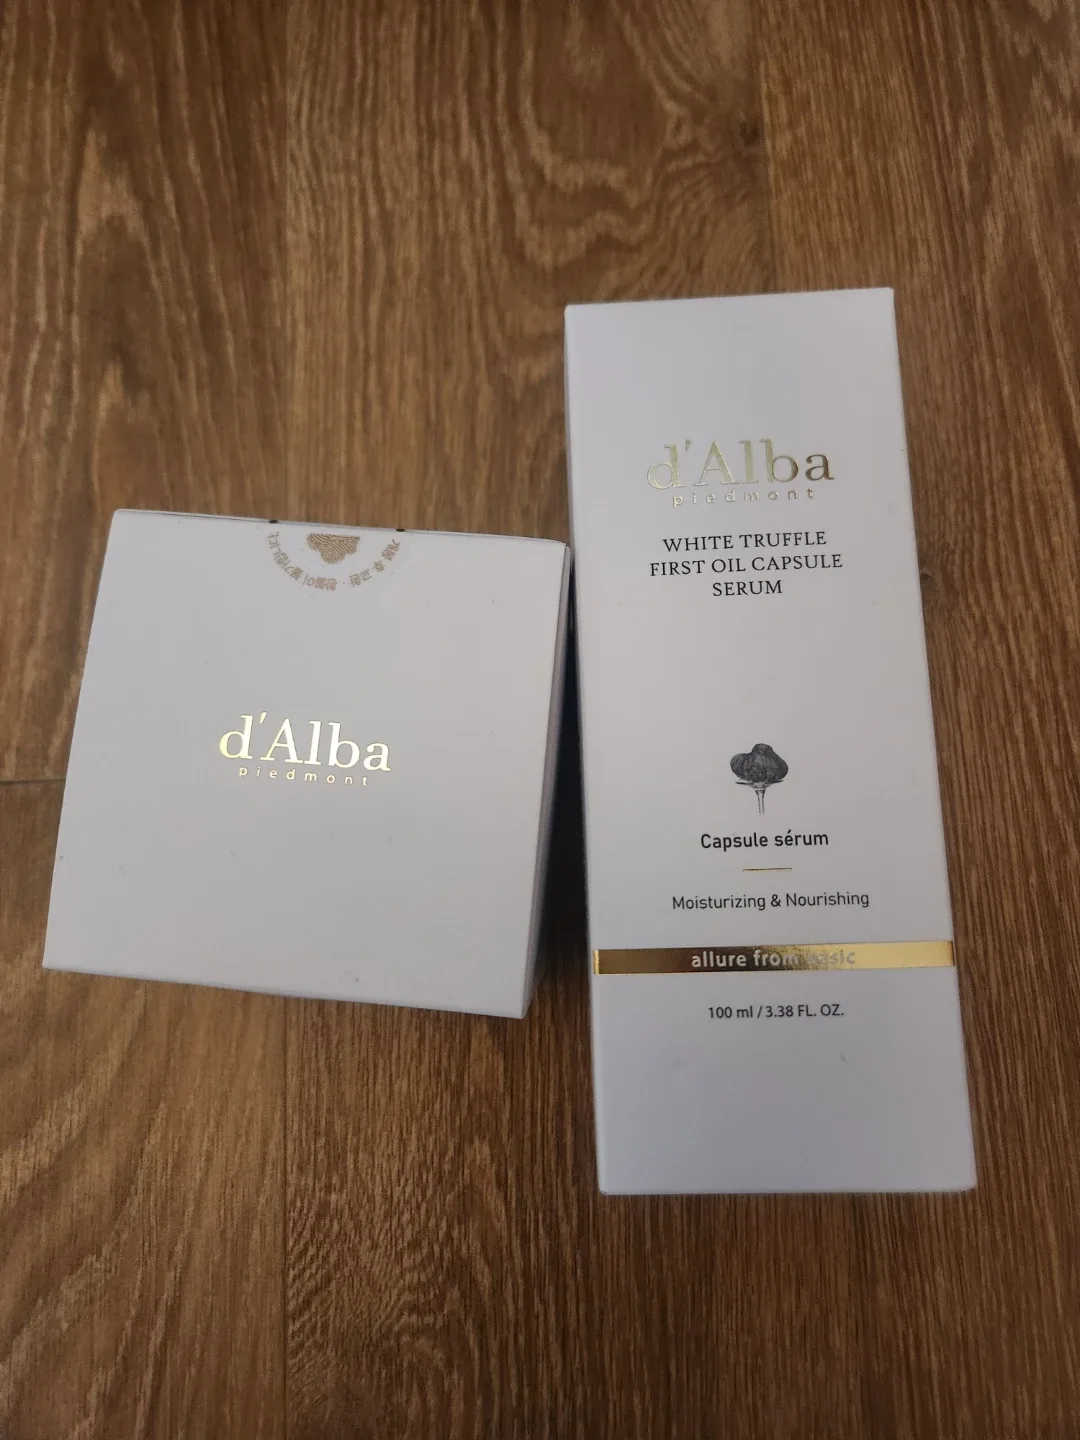 d'Alba
piedmont
d'Alba
piedmont
WHITE TRUFFLE
FIRST OIL CAPSULE
SERUM
Capsule sérum
Moisturizing & Nourishing
allure from basic
100 ml / 3.38 FL. OZ.